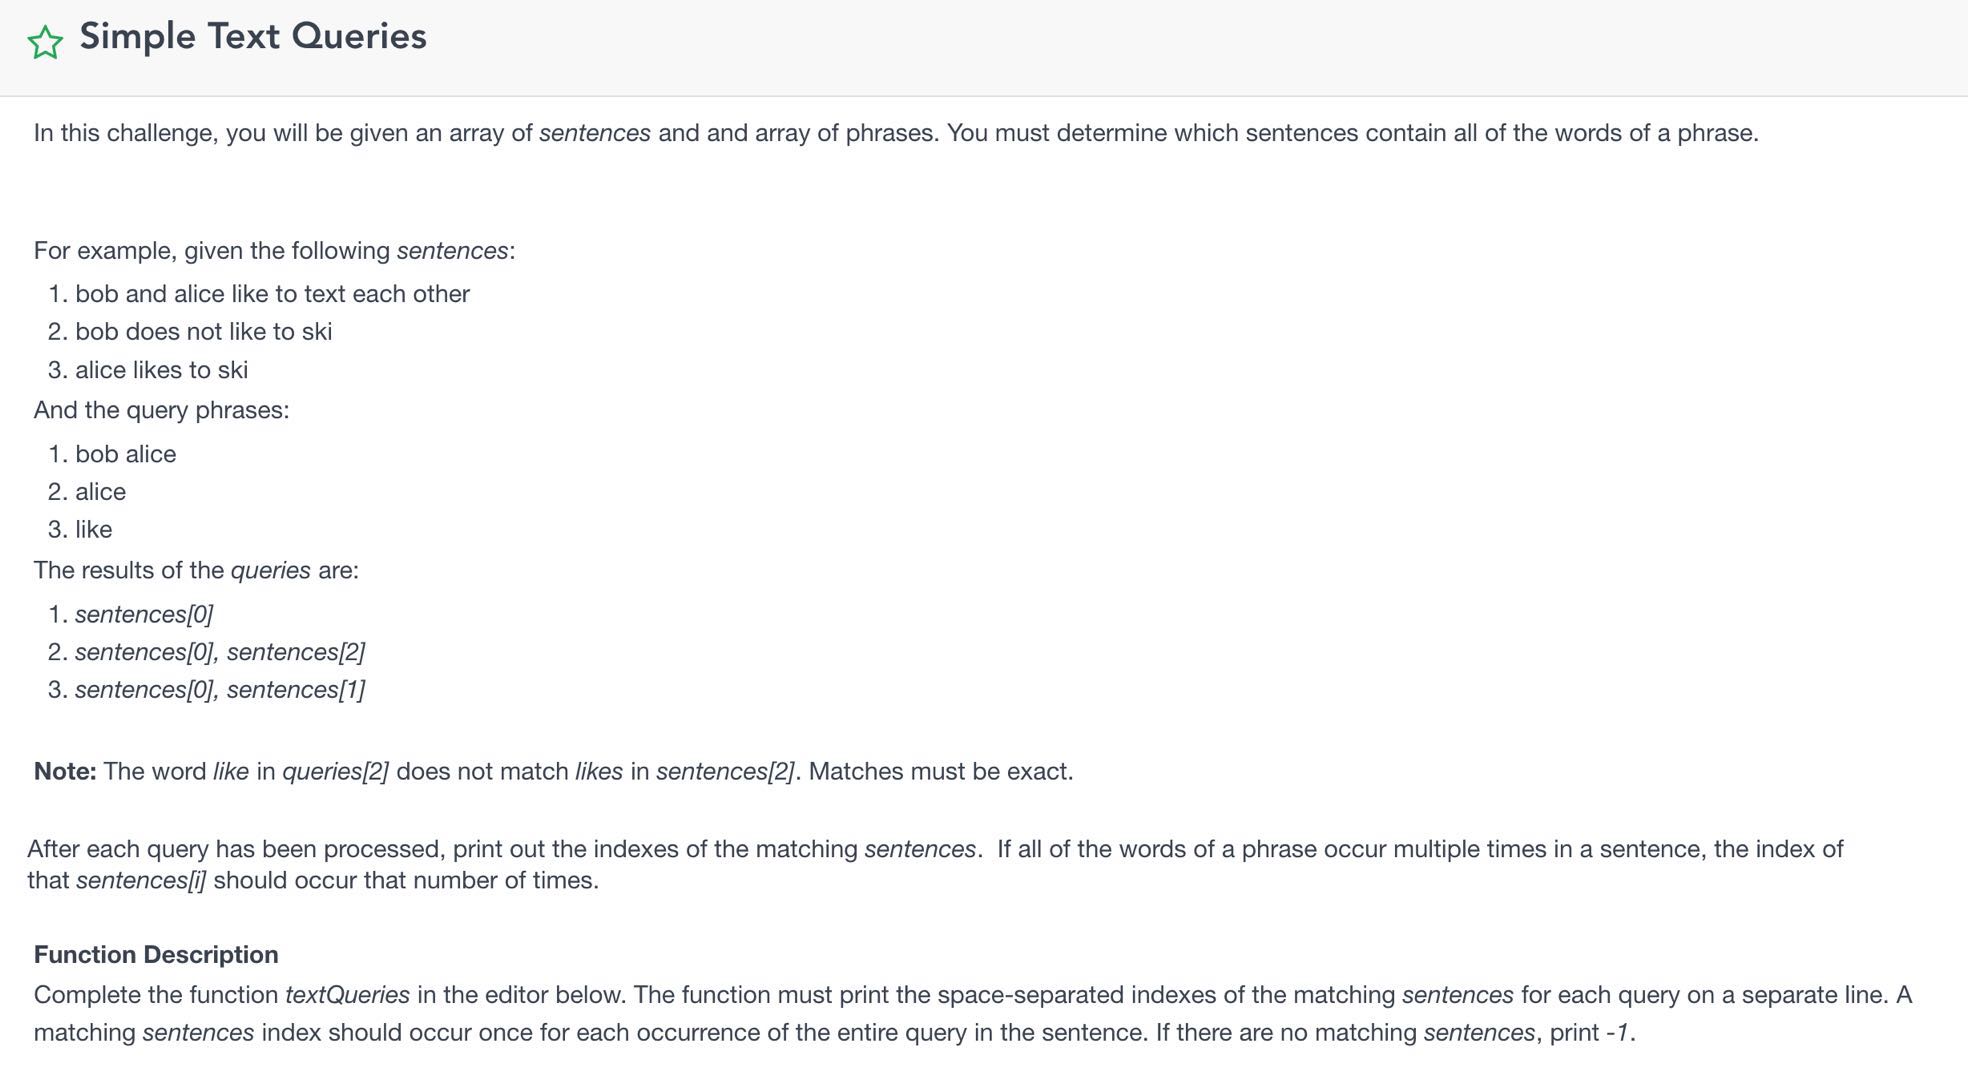 Simple Text Queries
In this challenge, you will be given an array of sentences and and array of phrases. You must determine which sentences contain all of the words of a phrase.
For example, given the following sentences:
1. bob and alice like to text each other
2. bob does not like to ski
3. alice likes to ski
And the query phrases:
1. bob alice
2. alice
3. like
The results of the queries are:
1. sentences[0]
2. sentences[0], sentences[2]
3. sentences[0], sentences[1]
Note: The word like in queries[2] does not match likes in sentences[2]. Matches must be exact.
After each query has been processed, print out the indexes of the matching sentences.  If all of the words of a phrase occur multiple times in a sentence, the index of
that sentences[i] should occur that number of times.
Function Description
Complete the function textQueries in the editor below. The function must print the space-separated indexes of the matching sentences for each query on a separate line. A
matching sentences index should occur once for each occurrence of the entire query in the sentence. If there are no matching sentences, print -1.